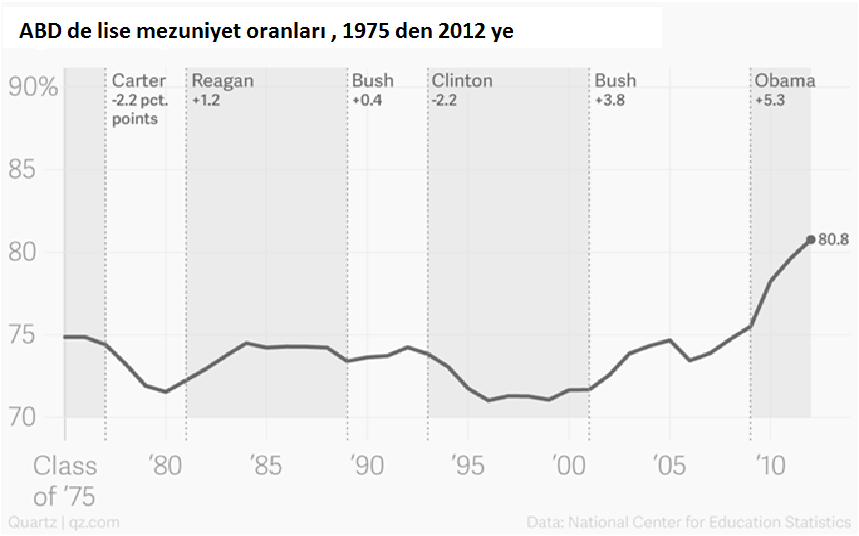 ABD de lise mezuniyet oranları , 1975 den 2012 ye
90%
Carter
-2.2 pct.
points
Reagan
+1.2
Bush
+0.4
Clinton
-2.2
Bush
+3.8
Obama
+5.3
85
80
80.8
75
70
Class
of '75
'80
'85
'90
'95
'00
'05
'10
Quartz | qz.com
Data: National Center for Education Statistics